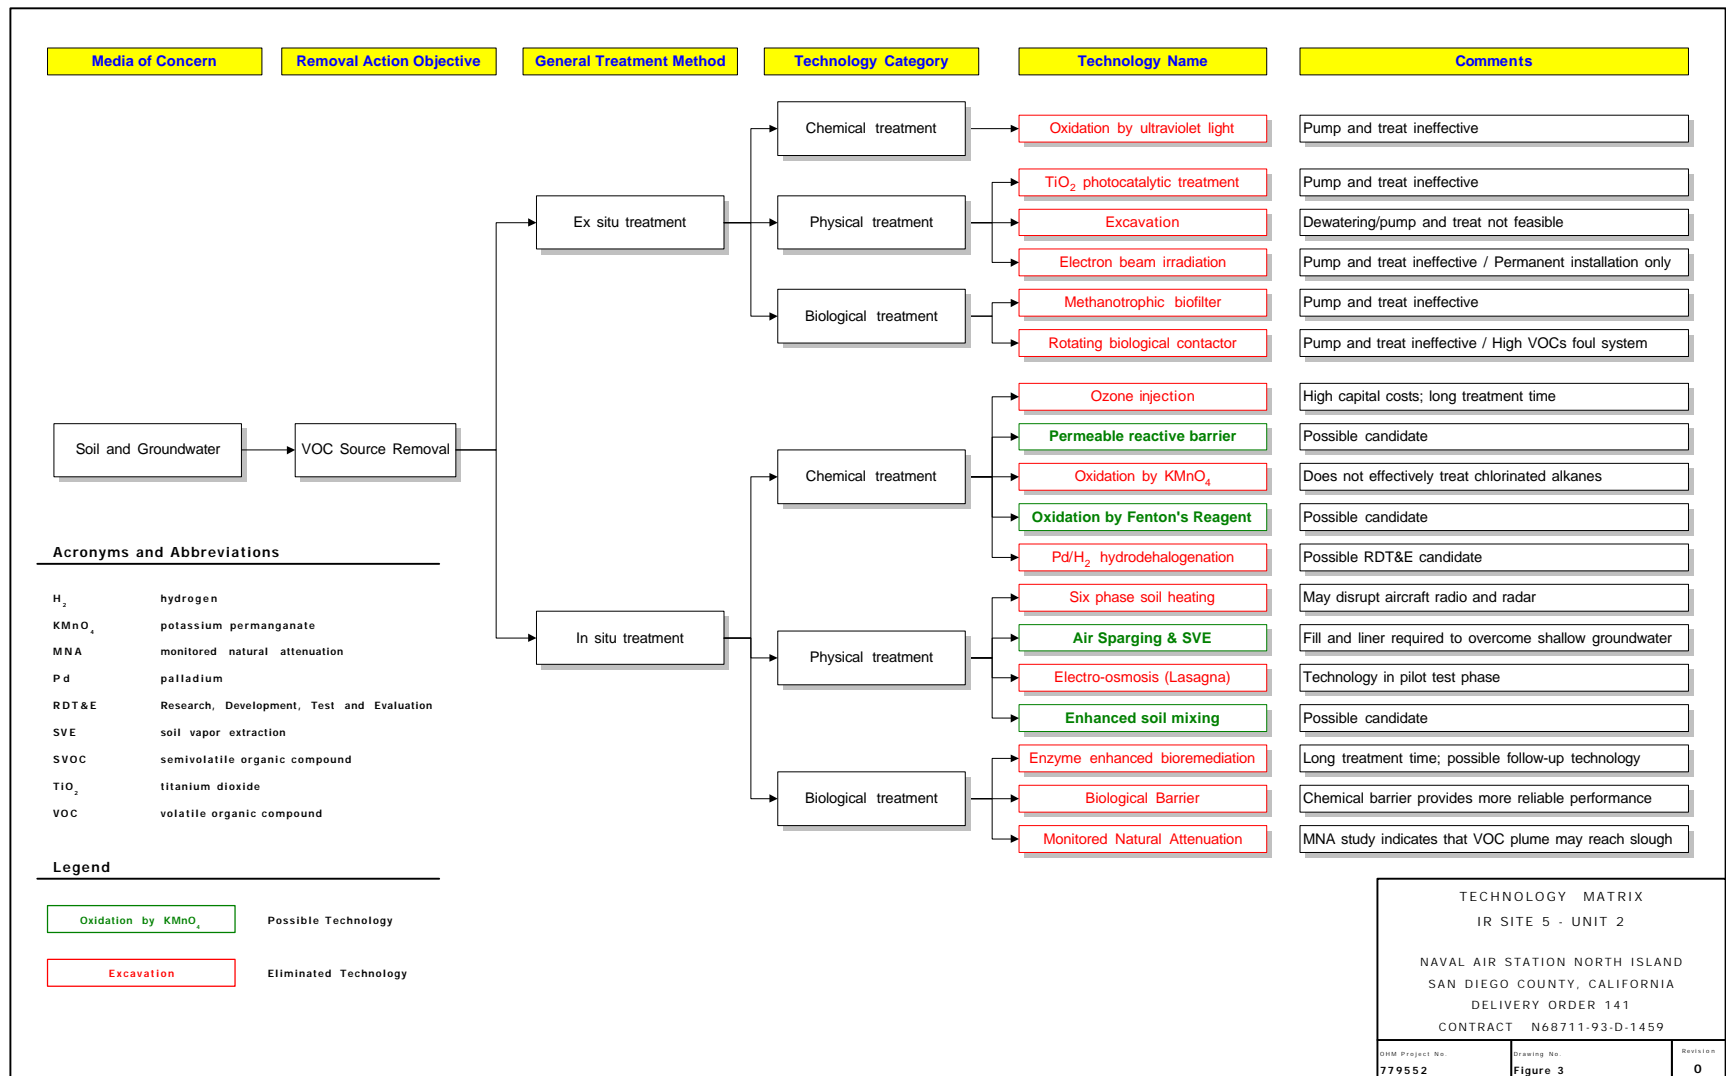 Media of Concern
Removal Action Objective
General Treatment Method
Technology Category
Technology Name
Comments
Soil and Groundwater
VOC Source Removal
Ex situ treatment
Chemical treatment
Oxidation by ultraviolet light
Pump and treat ineffective
Physical treatment
TiO₂ photocatalytic treatment
Pump and treat ineffective
Excavation
Dewatering/pump and treat not feasible
Electron beam irradiation
Pump and treat ineffective / Permanent installation only
Biological treatment
Methanotrophic biofilter
Pump and treat ineffective
Rotating biological contactor
Pump and treat ineffective / High VOCs foul system
In situ treatment
Chemical treatment
Ozone injection
High capital costs; long treatment time
Permeable reactive barrier
Possible candidate
Oxidation by KMnO₄
Does not effectively treat chlorinated alkanes
Oxidation by Fenton's Reagent
Possible candidate
Pd/H₂ hydrodehalogenation
Possible RDT&E candidate
Physical treatment
Six phase soil heating
May disrupt aircraft radio and radar
Air Sparging & SVE
Fill and liner required to overcome shallow groundwater
Electro-osmosis (Lasagna)
Technology in pilot test phase
Enhanced soil mixing
Possible candidate
Biological treatment
Enzyme enhanced bioremediation
Long treatment time; possible follow-up technology
Biological Barrier
Chemical barrier provides more reliable performance
Monitored Natural Attenuation
MNA study indicates that VOC plume may reach slough
Acronyms and Abbreviations
H₂ hydrogen
KMnO₄ potassium permanganate
MNA monitored natural attenuation
Pd palladium
RDT&E Research, Development, Test and Evaluation
SVE soil vapor extraction
SVOC semivolatile organic compound
TiO₂ titanium dioxide
VOC volatile organic compound
Legend
Oxidation by KMnO₄ Possible Technology
Excavation Eliminated Technology
TECHNOLOGY MATRIX
IR SITE 5 - UNIT 2
NAVAL AIR STATION NORTH ISLAND
SAN DIEGO COUNTY, CALIFORNIA
DELIVERY ORDER 141
CONTRACT N68711-93-D-1459
OHM Project No.
779552
Drawing No.
Figure 3
Revision
0